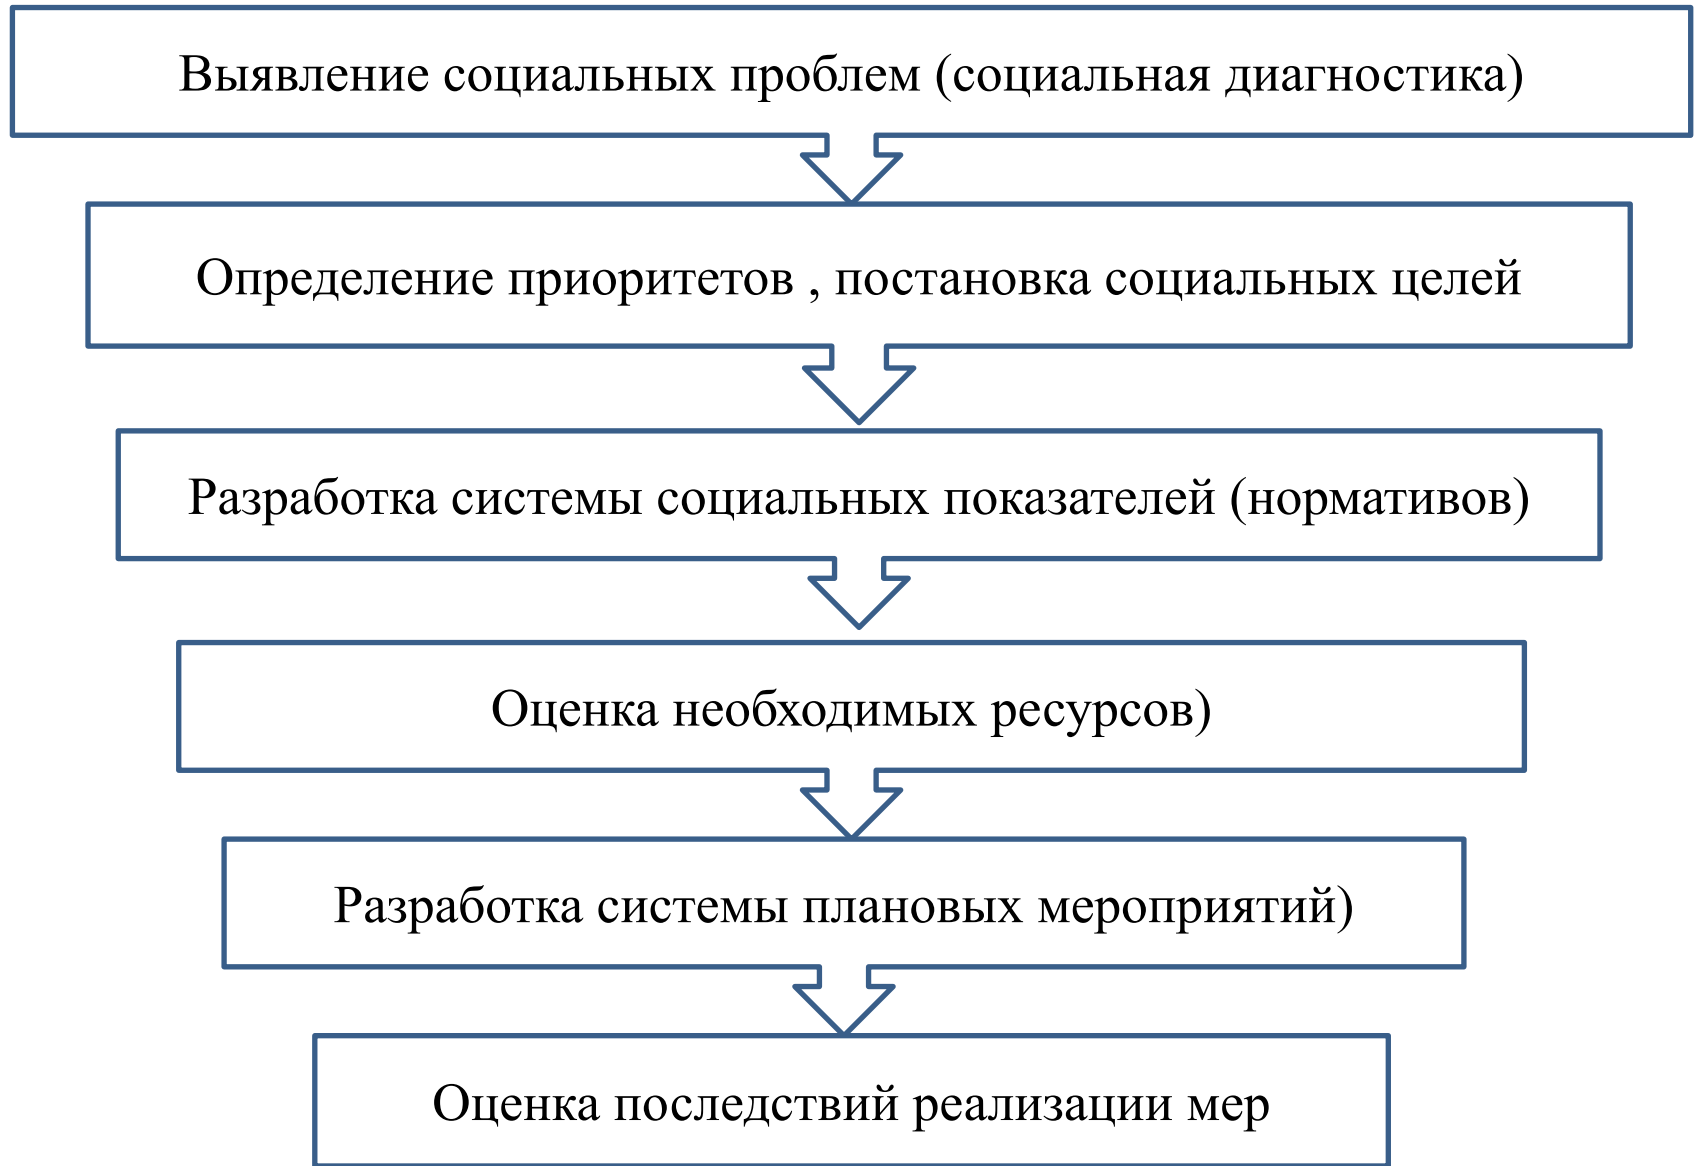 Выявление социальных проблем (социальная диагностика)
Определение приоритетов , постановка социальных целей
Разработка системы социальных показателей (нормативов)
Оценка необходимых ресурсов)
Разработка системы плановых мероприятий)
Оценка последствий реализации мер